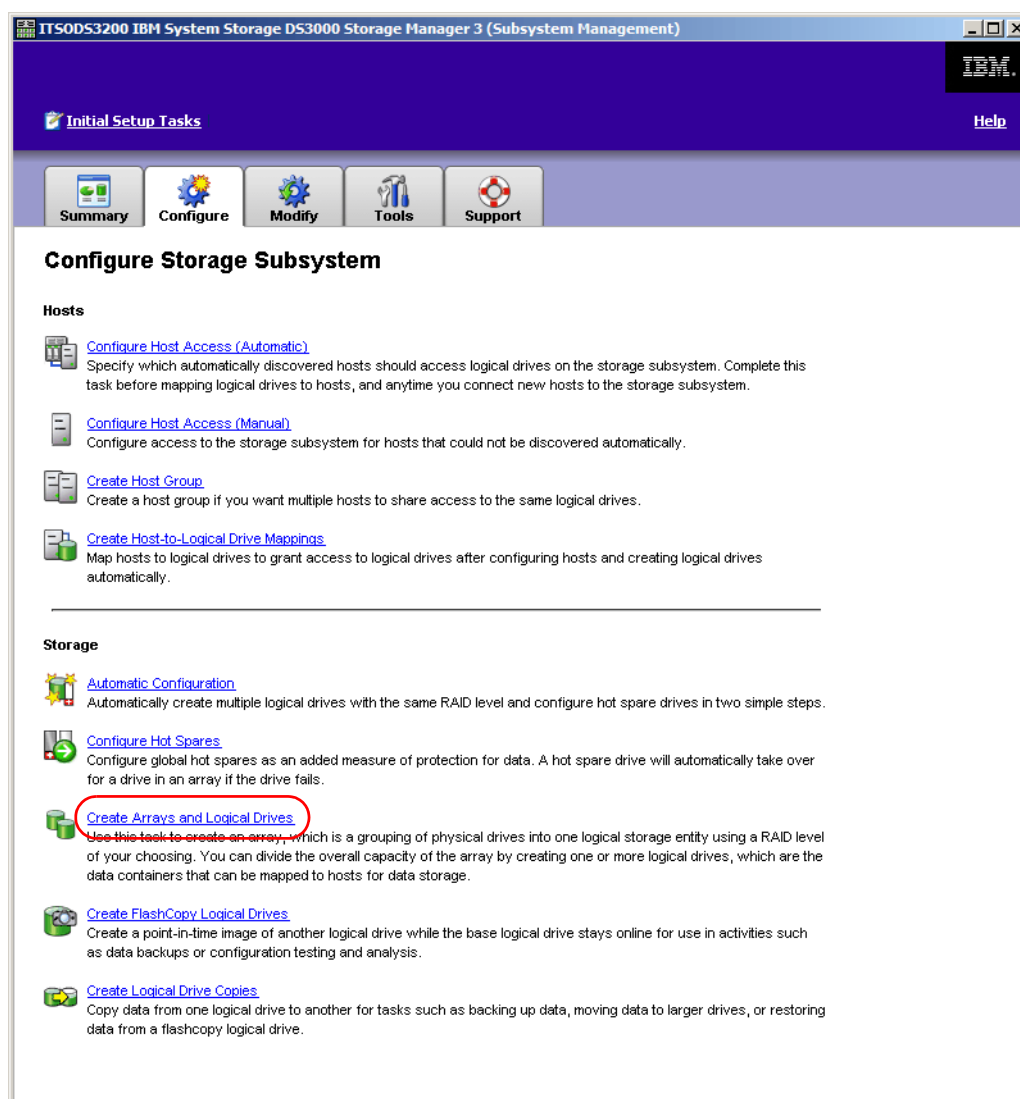 ITSODS3200 IBM System Storage DS3000 Storage Manager 3 (Subsystem Management)
IBM.
Initial Setup Tasks
Help
Summary
Configure
Modify
Tools
Support
Configure Storage Subsystem
Hosts
Configure Host Access (Automatic)
Specify which automatically discovered hosts should access logical drives on the storage subsystem. Complete this
task before mapping logical drives to hosts, and anytime you connect new hosts to the storage subsystem.
Configure Host Access (Manual)
Configure access to the storage subsystem for hosts that could not be discovered automatically.
Create Host Group
Create a host group if you want multiple hosts to share access to the same logical drives.
Create Host-to-Logical Drive Mappings
Map hosts to logical drives to grant access to logical drives after configuring hosts and creating logical drives
automatically.
Storage
Automatic Configuration
Automatically create multiple logical drives with the same RAID level and configure hot spare drives in two simple steps.
Configure Hot Spares
Configure global hot spares as an added measure of protection for data. A hot spare drive will automatically take over
for a drive in an array if the drive fails.
Create Arrays and Logical Drives
Use this task to create an array, which is a grouping of physical drives into one logical storage entity using a RAID level
of your choosing. You can divide the overall capacity of the array by creating one or more logical drives, which are the
data containers that can be mapped to hosts for data storage.
Create FlashCopy Logical Drives
Create a point-in-time image of another logical drive while the base logical drive stays online for use in activities such
as data backups or configuration testing and analysis.
Create Logical Drive Copies
Copy data from one logical drive to another for tasks such as backing up data, moving data to larger drives, or restoring
data from a flashcopy logical drive.